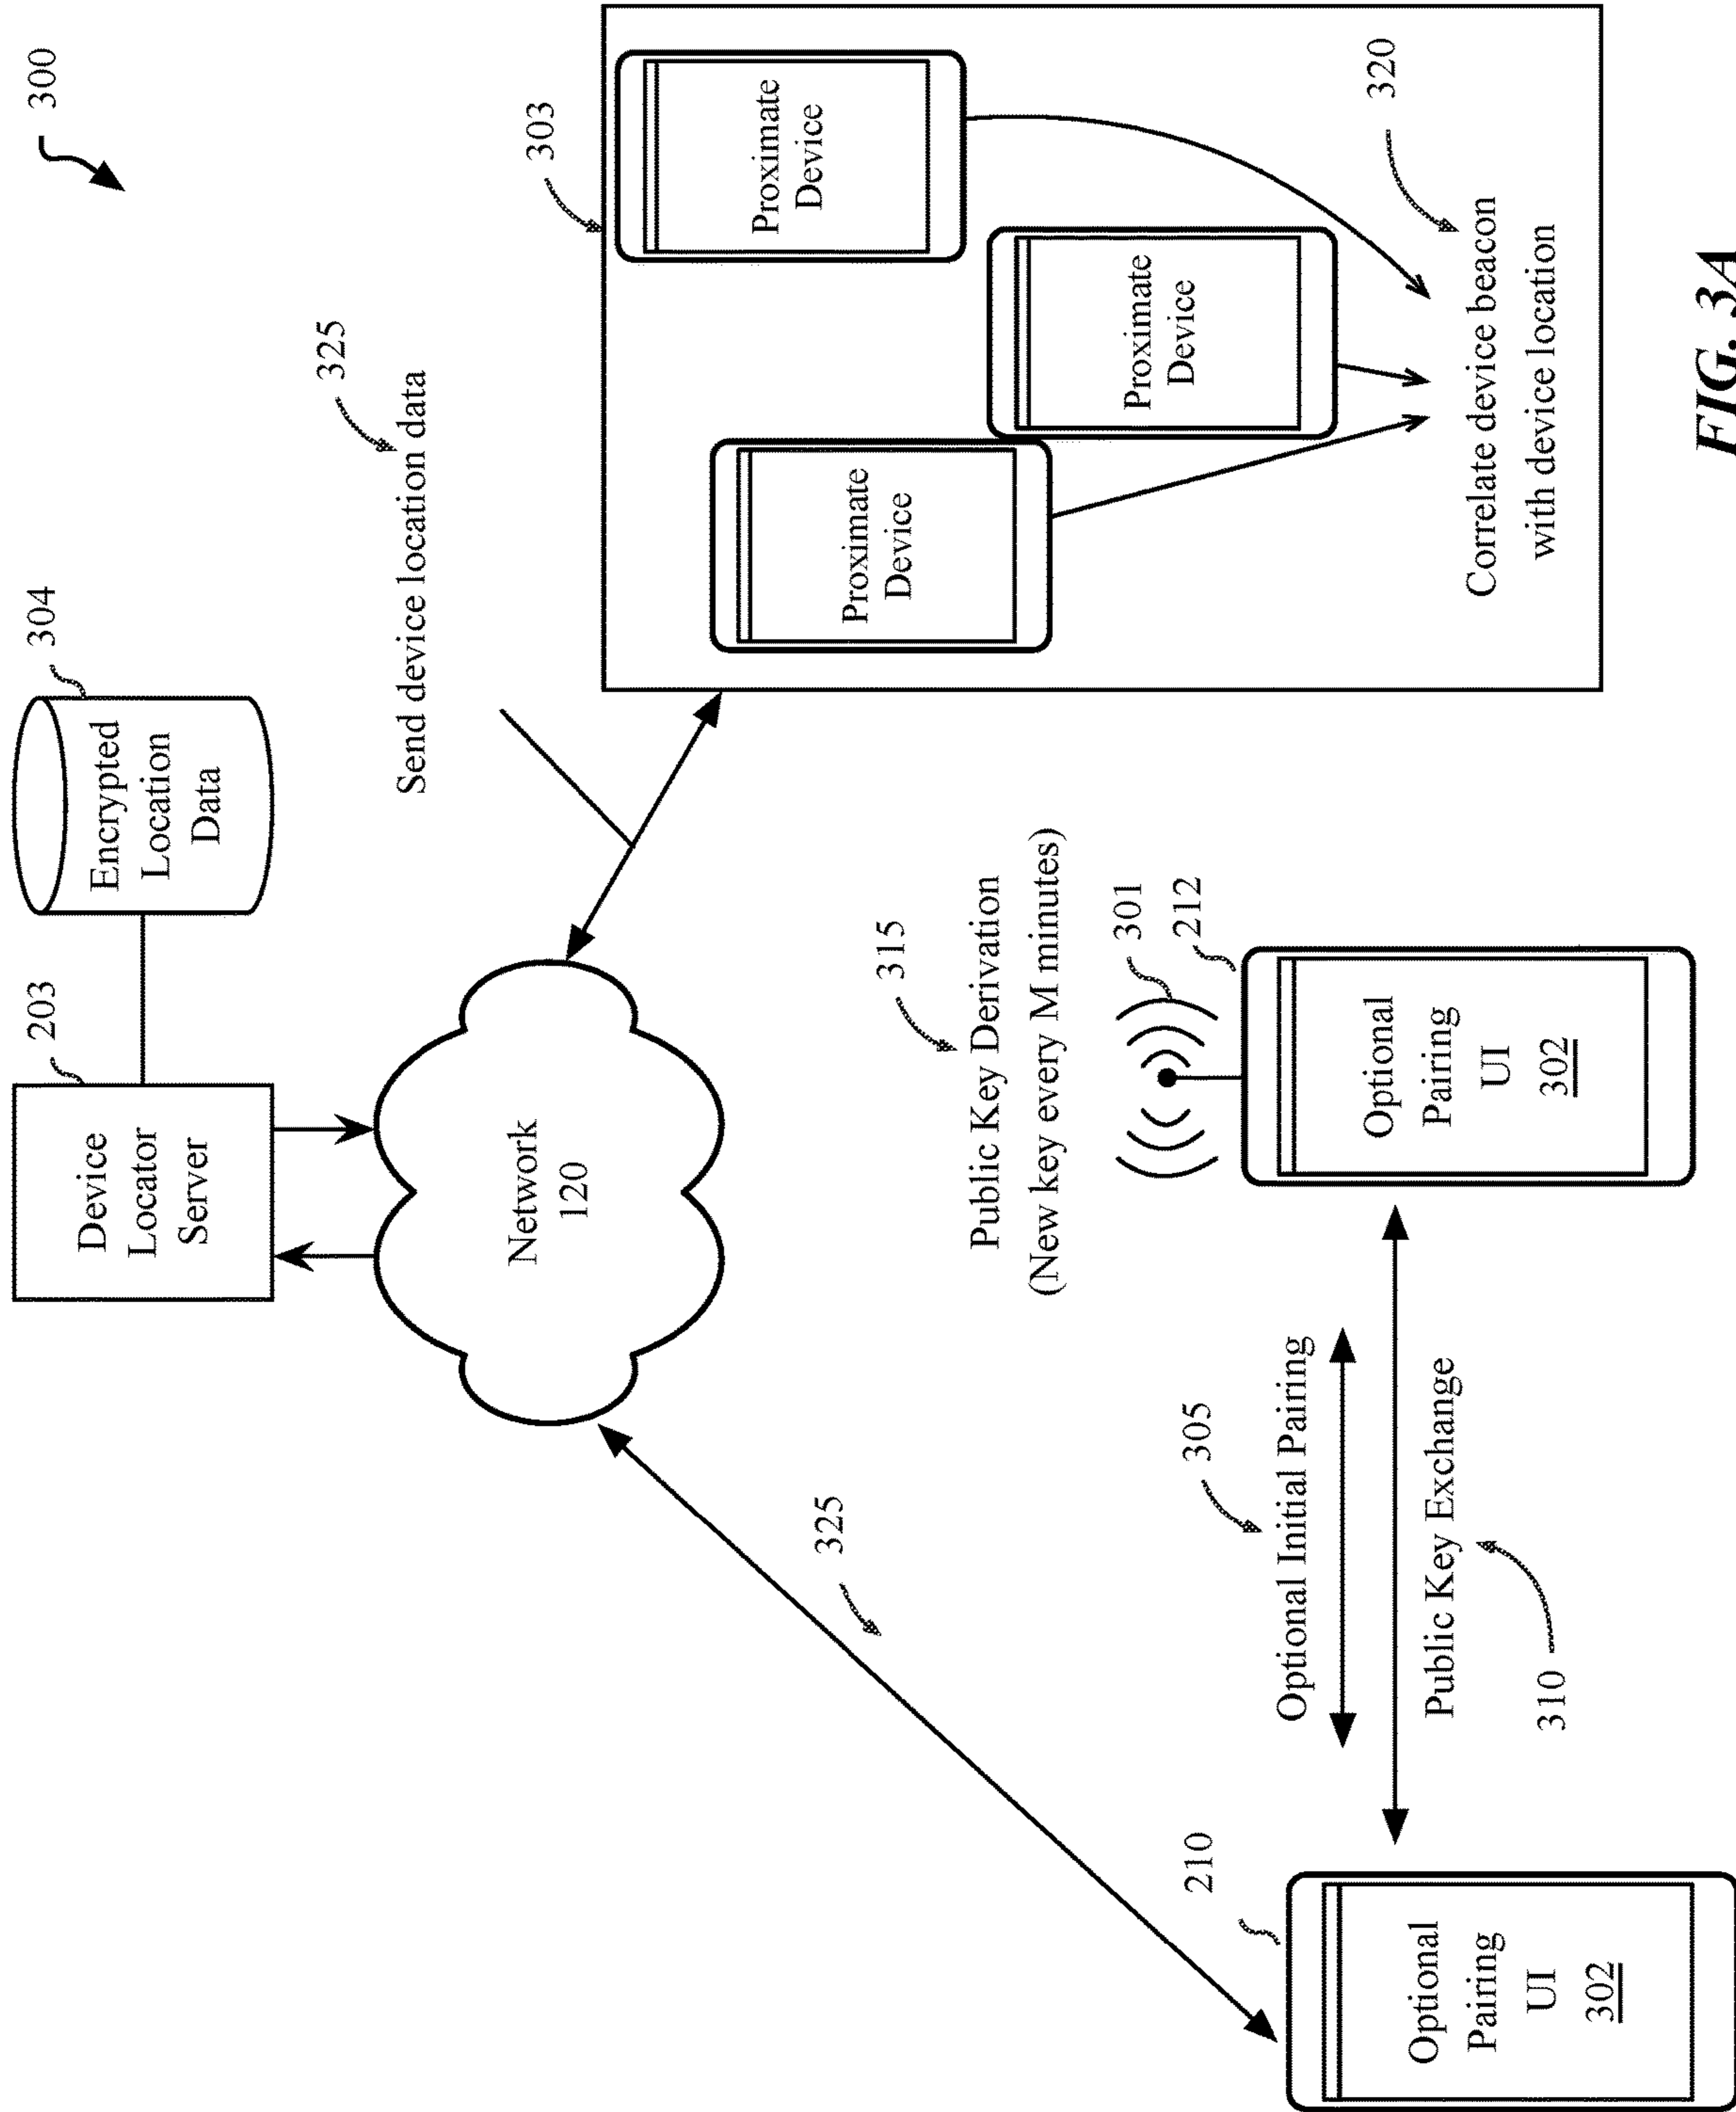 300
203
304
Device
Locator
Server
Encrypted
Location
Data
325
Send device location data
Network
120
303
Proximate
Device
Proximate
Device
Proximate
Device
325
315
Public Key Derivation
(New key every M minutes)
301
212
210
305
Optional Initial Pairing
Public Key Exchange
310
Optional
Pairing
UI
302
Optional
Pairing
UI
302
320
Correlate device beacon
with device location
FIG. 3A